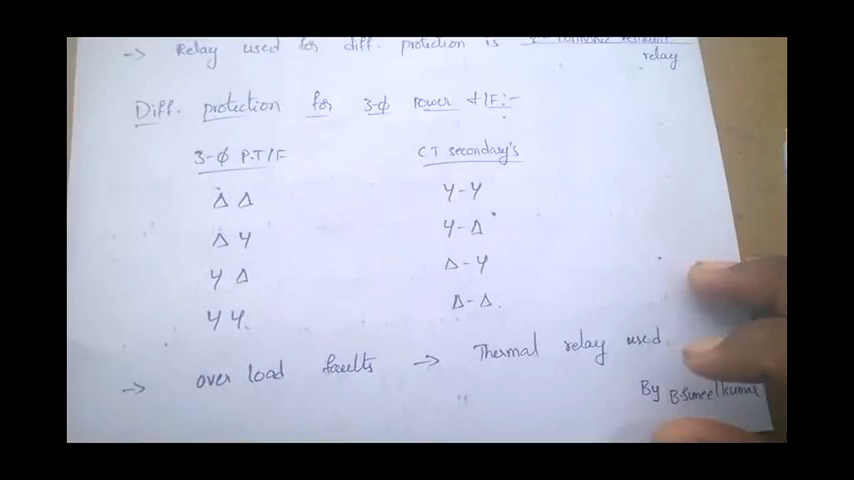 → Relay used for diff. protection is
relay
Diff. protection for 3-ϕ Power t/F:-
3-ϕ P.T/F CT secondary's
Δ Δ Y-Y
Δ Y Y-Δ
Y Δ Δ-Y
Y Y. Δ-Δ.
→ over load faults → Thermal relay used.
By B.Suneelkumar